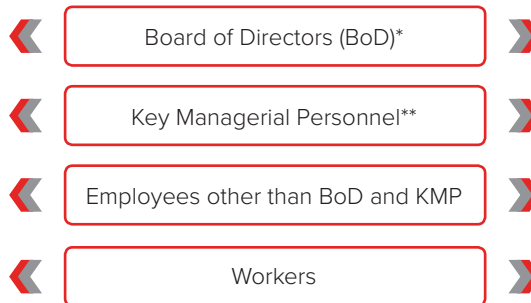 Board of Directors (BoD)*
Key Managerial Personnel**
Employees other than BoD and KMP
Workers